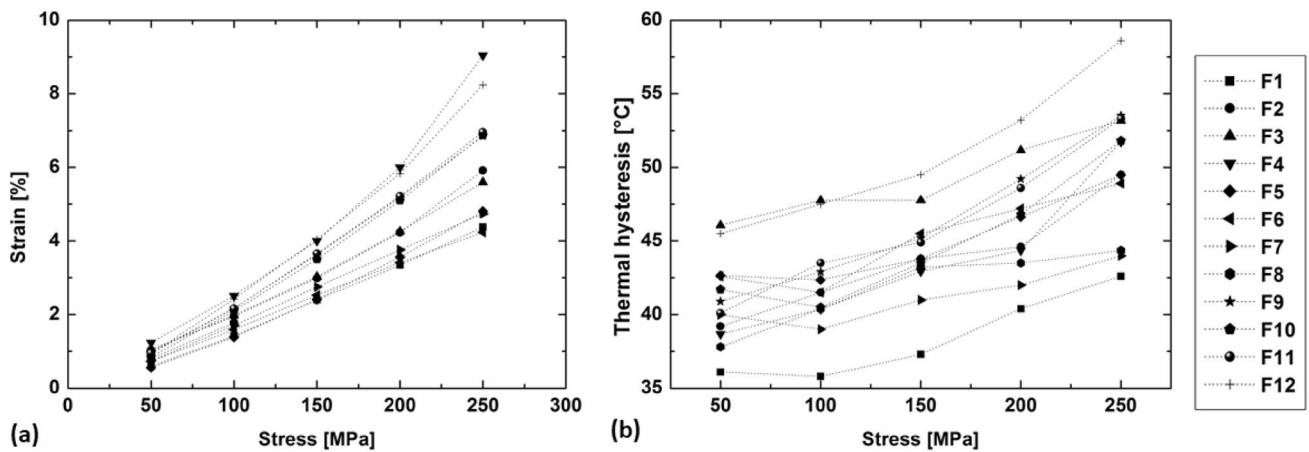 10
8
6
4
2
0
Strain [%]
0 50 100 150 200 250 300
Stress [MPa]
(a)
60
55
50
45
40
35
Thermal hysteresis [°C]
50 100 150 200 250
Stress [MPa]
(b)
F1
F2
F3
F4
F5
F6
F7
F8
F9
F10
F11
F12